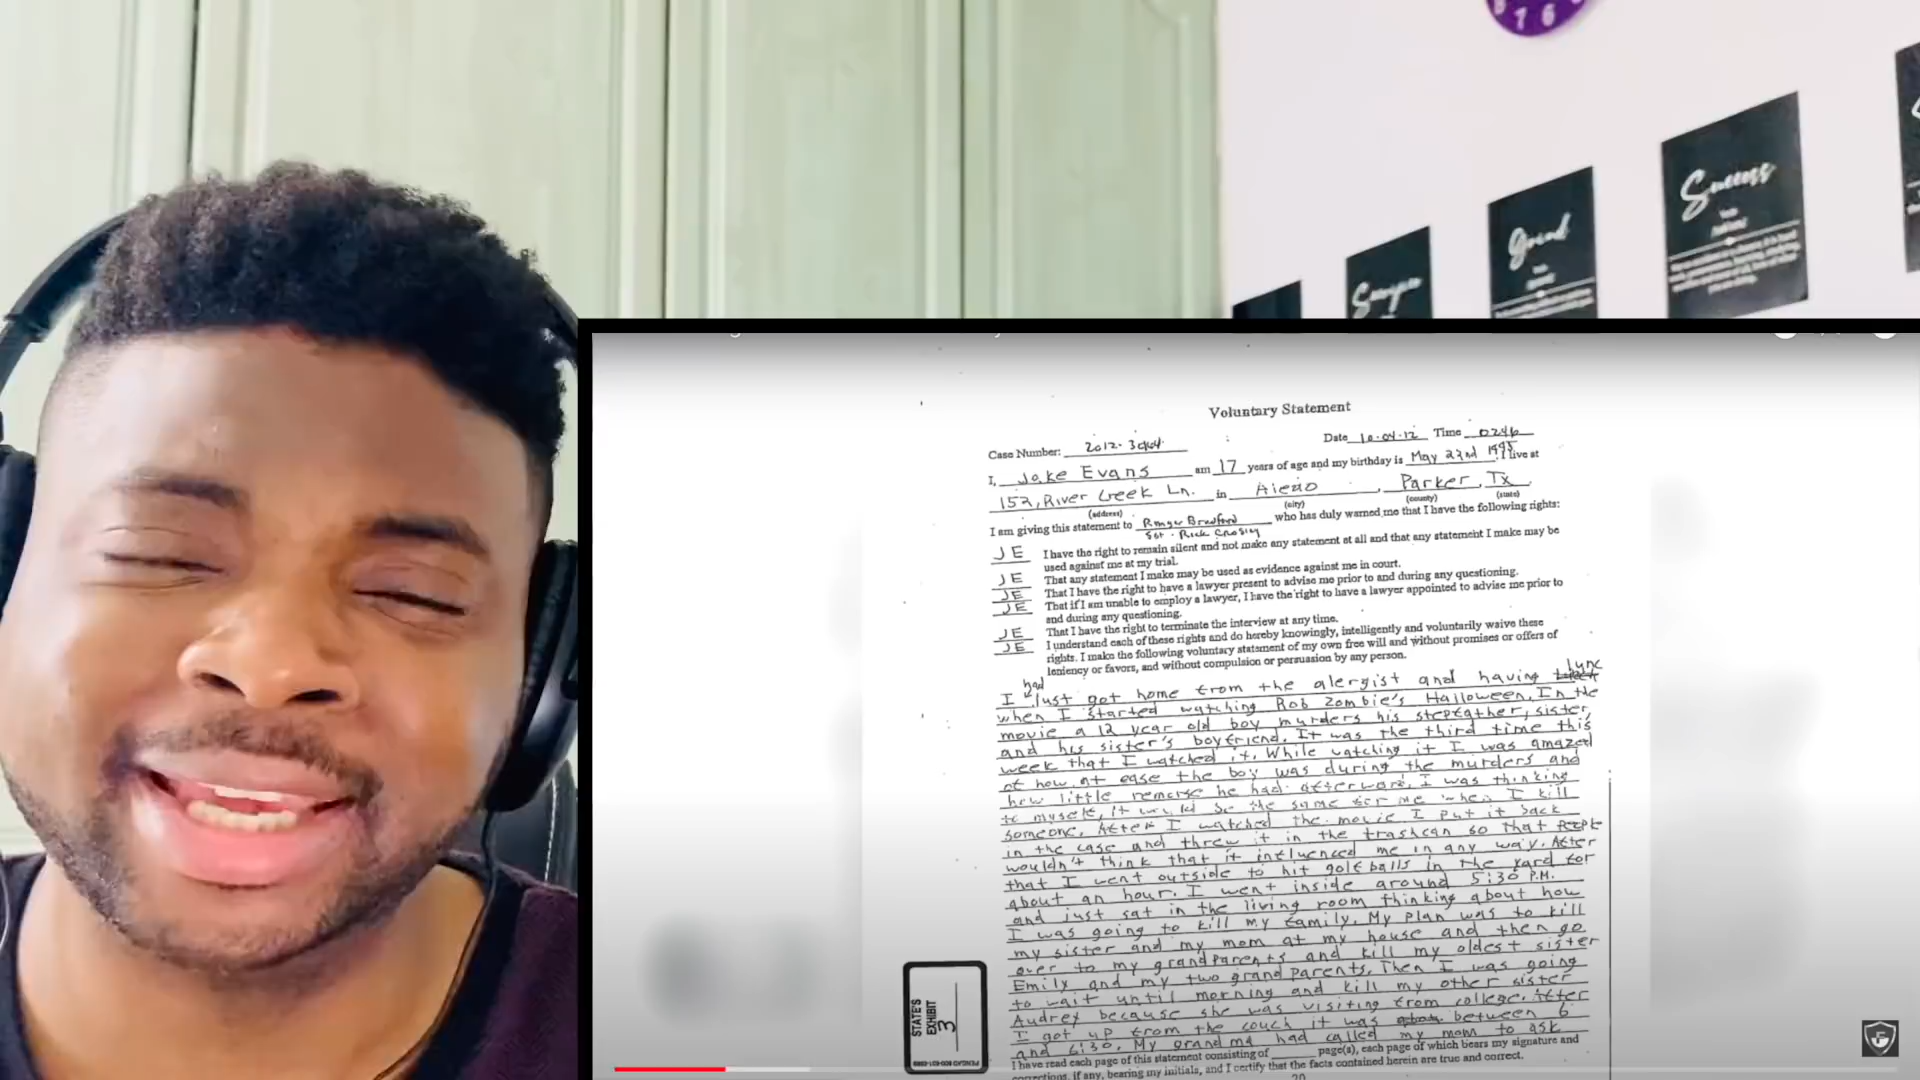 8 7 6 5
Success
Grind
Voluntary Statement
Case Number:
Date 10-04-12 Time 0246
I, Jake Evans am 17 years of age and my birthday is May 22nd 1995. I live at
152, River Creek Ln. in Aledo, Parker, Tx
(address) (city) (county) (state)
I am giving this statement to Ranger Bradford who has duly warned me that I have the following rights:
Sgt. Rick Crosley
JE I have the right to remain silent and not make any statement at all and that any statement I make may be
used against me at my trial.
JE That any statement I make may be used as evidence against me in court.
JE That I have the right to have a lawyer present to advise me prior to and during any questioning.
JE That if I am unable to employ a lawyer, I have the right to have a lawyer appointed to advise me prior to
and during any questioning.
JE That I have the right to terminate the interview at any time.
JE I understand each of these rights and do hereby knowingly, intelligently and voluntarily waive these
rights. I make the following voluntary statement of my own free will and without promises or offers of
leniency or favors, and without compulsion or persuasion by any person.
I had just got home from the alergist and having
when I started watching Rob Zombie's Halloween. In the
movie a 12 year old boy murders his stepfather, sister,
and his sister's boyfriend. It was the third time this
week that I watched it. While watching it I was amazed
at how at ease the boy was during the murders and
how little remorse he had afterward. I was thinking
to myself, it would be the same for me when I kill
someone. After I watched the movie I put it back
in the case and threw it in the trashcan so that people
wouldn't think that it influenced me in any way. After
that I went outside to hit golf balls in the yard for
about an hour. I went inside around 5:30 P.M.
and just sat in the living room thinking about how
I was going to kill my family. My plan was to kill
my sister and my mom at my house and then go
over to my grandparents and kill my oldest sister
Emily and my two grandparents. Then I was going
to wait until morning and kill my other sister
Audrey because she was visiting from college. After
I got up from the couch it was between 6
and 6:30. My grandma had called my mom to ask
I have read each page of this statement consisting of page(s), each page of which bears my signature and
corrections, if any, bearing my initials, and I certify that the facts contained herein are true and correct.
STATE'S
EXHIBIT
3